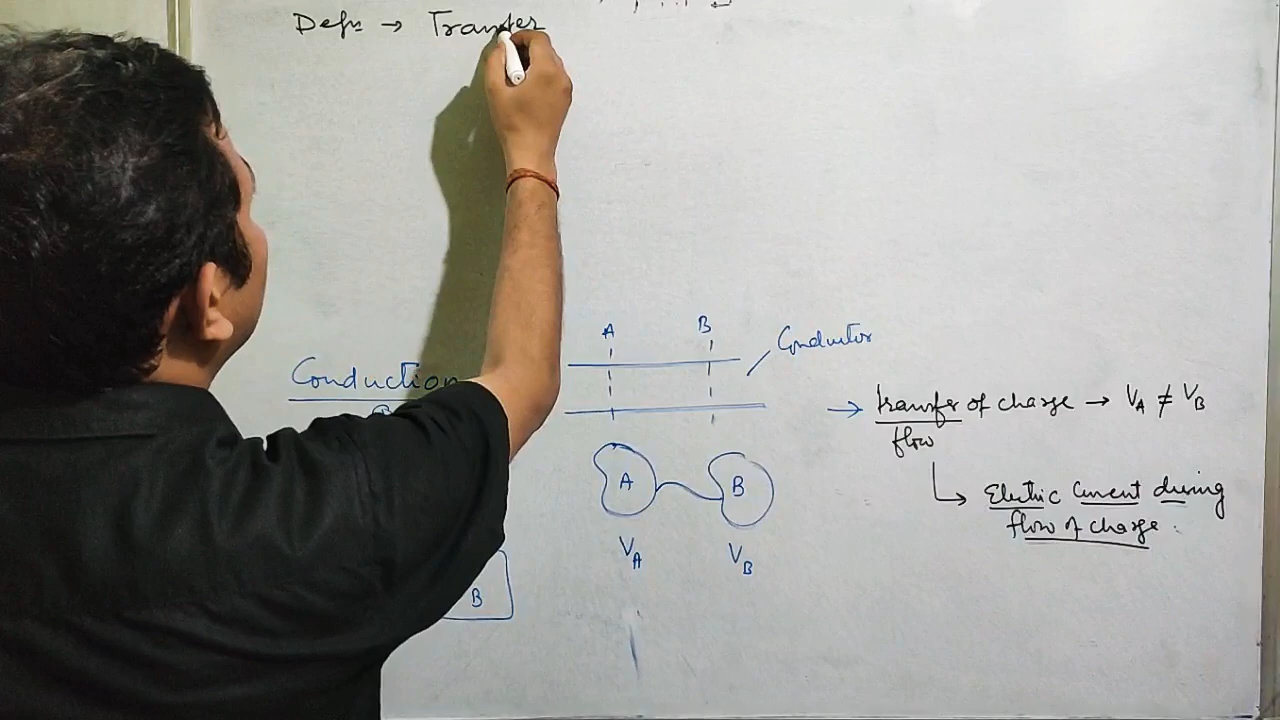 Defn → Transfer
A B
Conductor
Conduction
→ transfer of charge → VA ≠ VB
flow
A B
Electric Current during
flow of charge.
VA VB
B